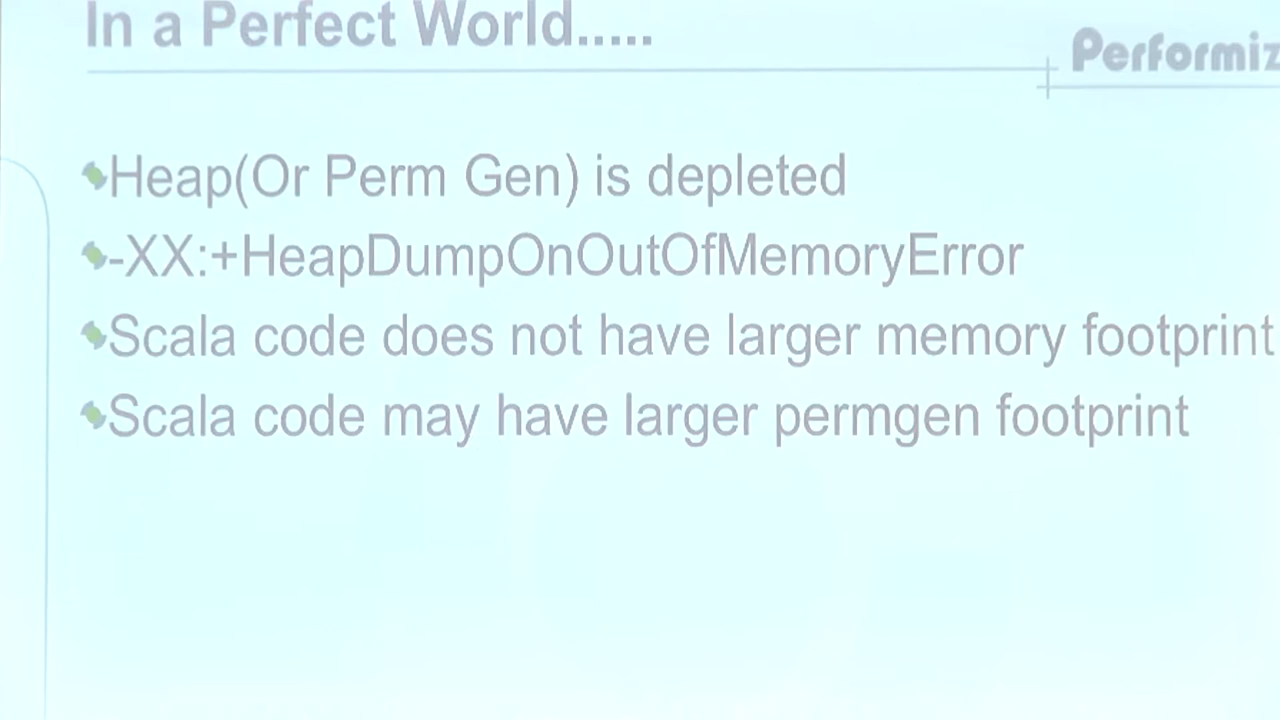 In a Perfect World.....
Performiz
Heap(Or Perm Gen) is depleted
-XX:+HeapDumpOnOutOfMemoryError
Scala code does not have larger memory footprint
Scala code may have larger permgen footprint